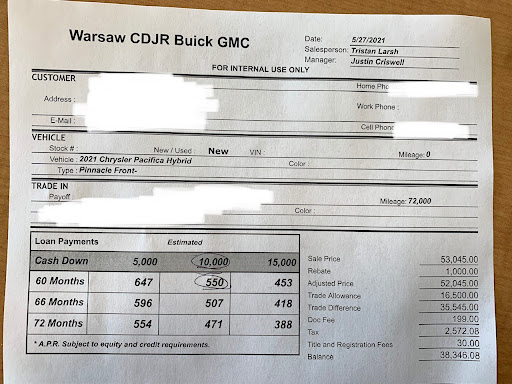 Warsaw CDJR Buick GMC
Date: 5/27/2021
Salesperson: Tristan Larsh
Manager: Justin Criswell
FOR INTERNAL USE ONLY
CUSTOMER
Home Pho
Address :
Work Phone :
E-Mail :
Cell Phone
VEHICLE
Stock # : New / Used : New VIN : Mileage: 0
Vehicle : 2021 Chrysler Pacifica Hybrid Color :
Type : Pinnacle Front-
TRADE IN
Payoff : Mileage: 72,000
Color :
Loan Payments Estimated
Cash Down 5,000 10,000 15,000
60 Months 647 550 453
66 Months 596 507 418
72 Months 554 471 388
* A.P.R. Subject to equity and credit requirements.
Sale Price 53,045.00
Rebate 1,000.00
Adjusted Price 52,045.00
Trade Allowance 16,500.00
Trade Difference 35,545.00
Doc Fee 199.00
Tax 2,572.08
Title and Registration Fees 30.00
Balance 38,346.08